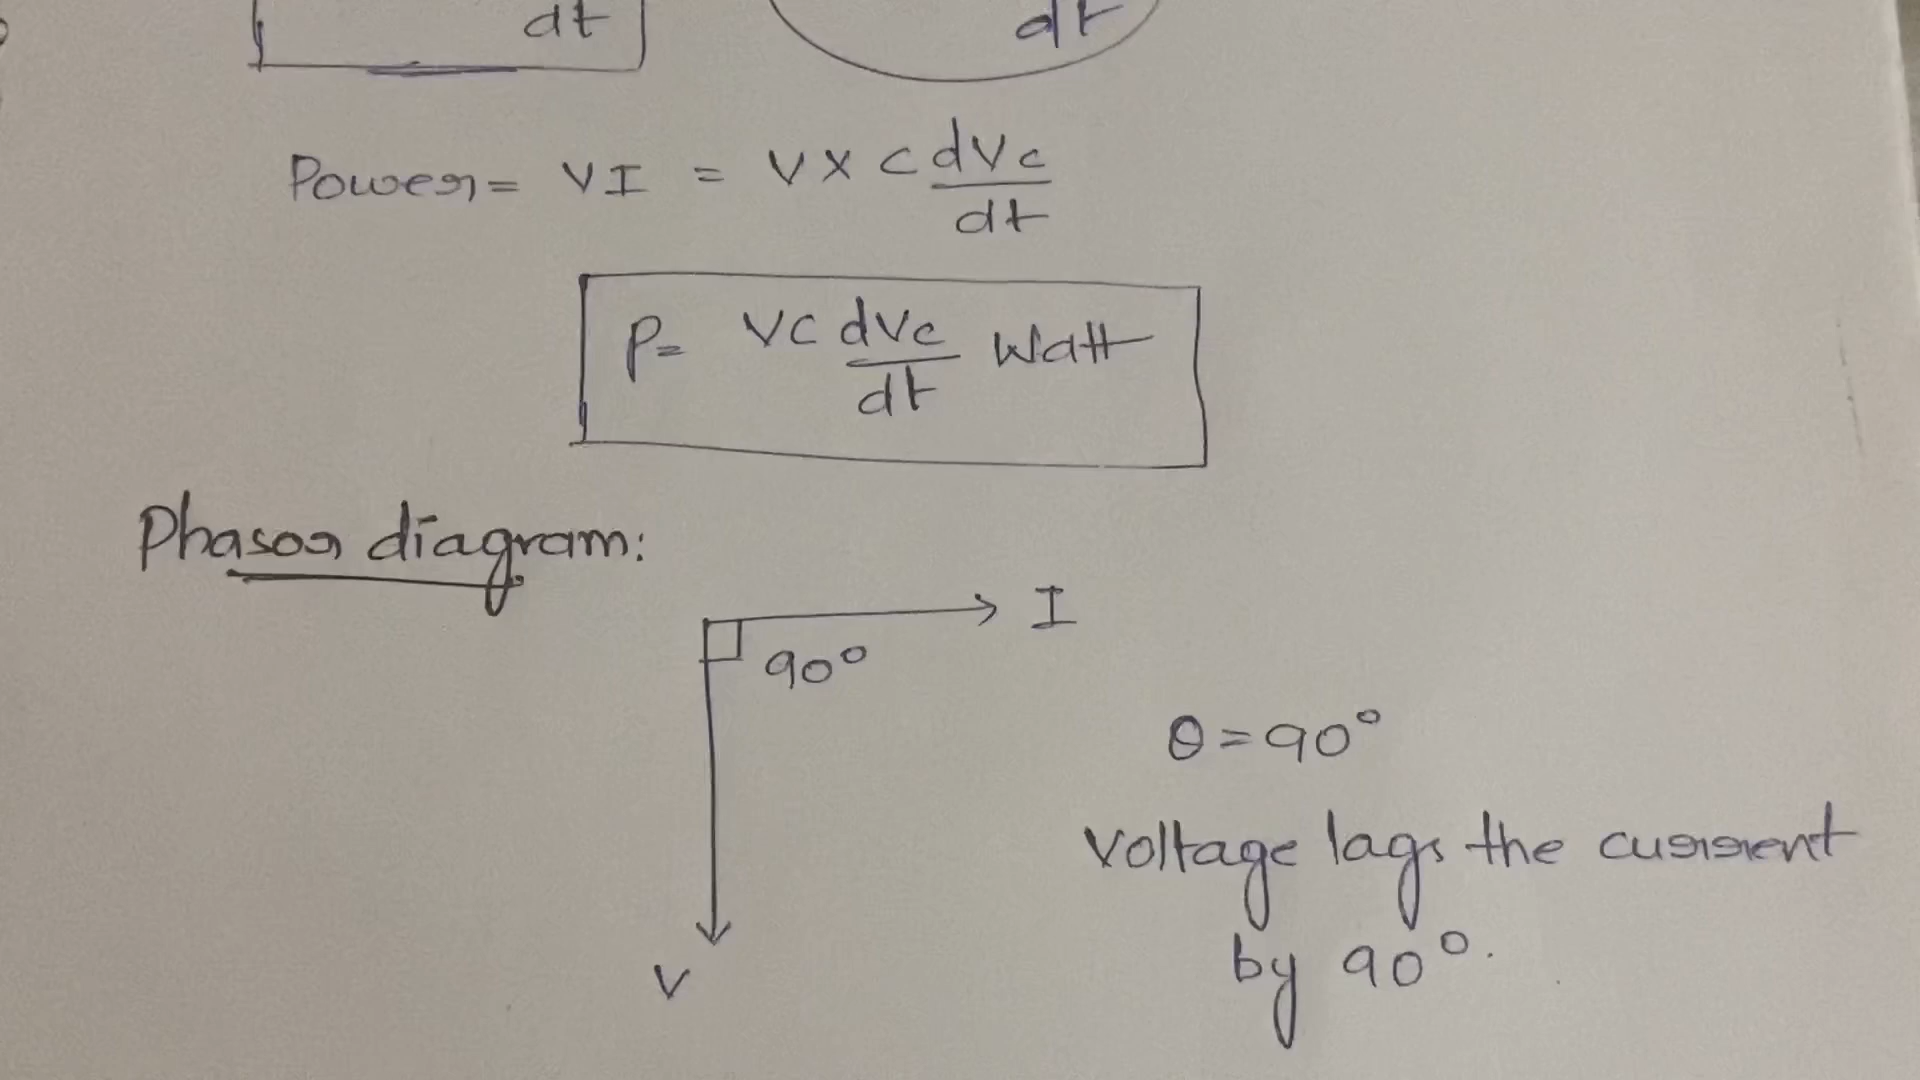 dt dt
Power = VI = V X C dVc/dt
P = VC dVc/dt Watt
Phasor diagram:
I
90°
θ = 90°
Voltage lags the current
by 90°.
V